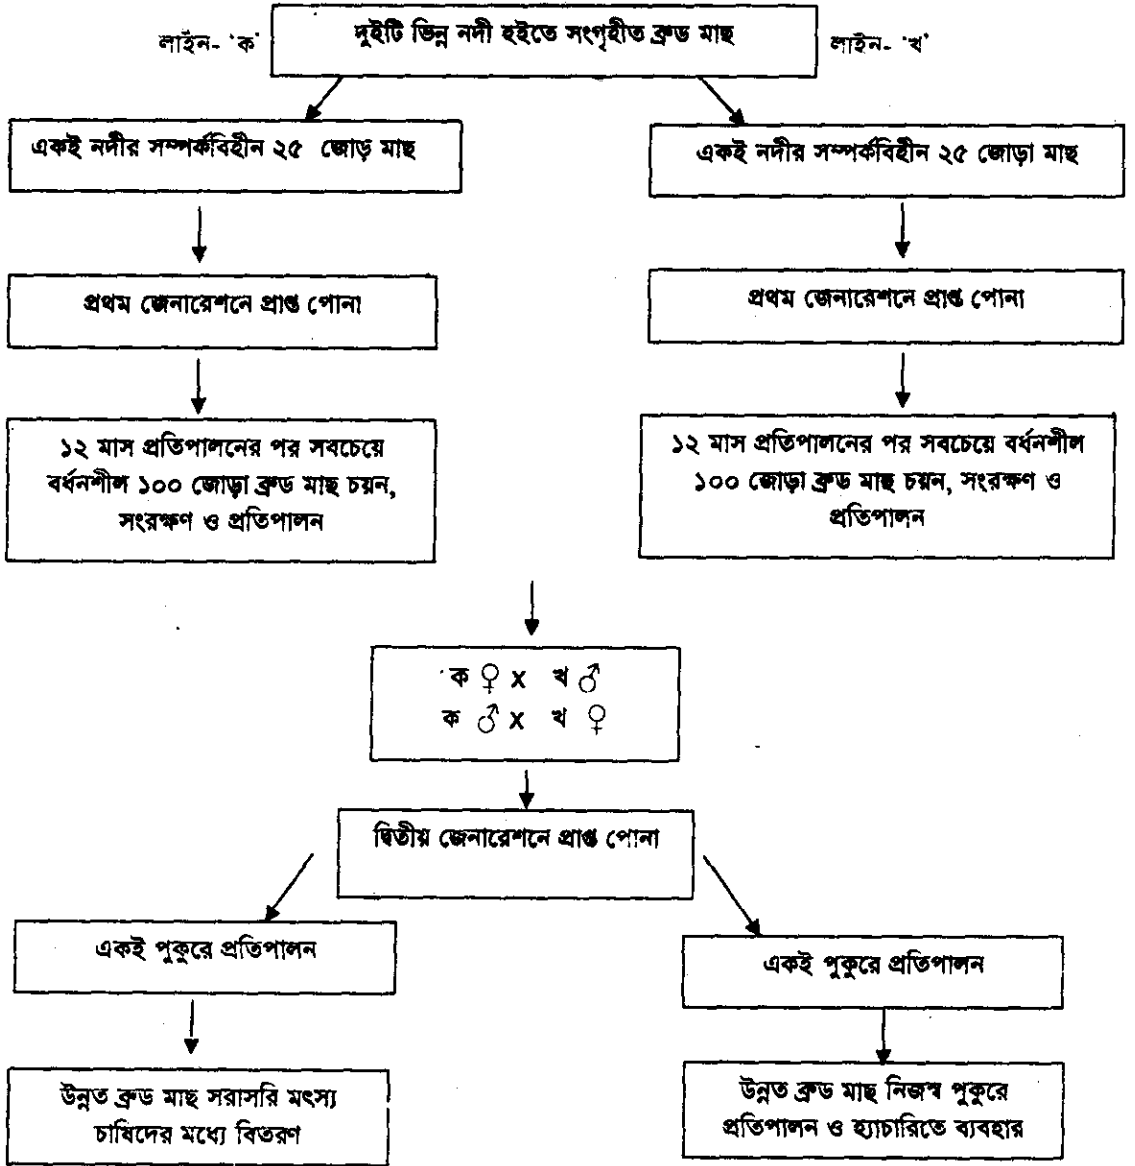 লাইন- 'ক'
দুইটি ভিন্ন নদী হইতে সংগৃহীত ব্রুড মাছ
লাইন- 'খ'
একই নদীর সম্পর্কবিহীন ২৫ জোড় মাছ
একই নদীর সম্পর্কবিহীন ২৫ জোড়া মাছ
প্রথম জেনারেশনে প্রাপ্ত পোনা
প্রথম জেনারেশনে প্রাপ্ত পোনা
১২ মাস প্রতিপালনের পর সবচেয়ে
বর্ধনশীল ১০০ জোড়া ব্রুড মাছ চয়ন,
সংরক্ষণ ও প্রতিপালন
১২ মাস প্রতিপালনের পর সবচেয়ে বর্ধনশীল
১০০ জোড়া ব্রুড মাছ চয়ন, সংরক্ষণ ও
প্রতিপালন
ক ♀ X খ ♂
ক ♂ X খ ♀
দ্বিতীয় জেনারেশনে প্রাপ্ত পোনা
একই পুকুরে প্রতিপালন
একই পুকুরে প্রতিপালন
উন্নত ব্রুড মাছ সরাসরি মৎস্য
চাষিদের মধ্যে বিতরণ
উন্নত ব্রুড মাছ নিজস্ব পুকুরে
প্রতিপালন ও হ্যাচারিতে ব্যবহার